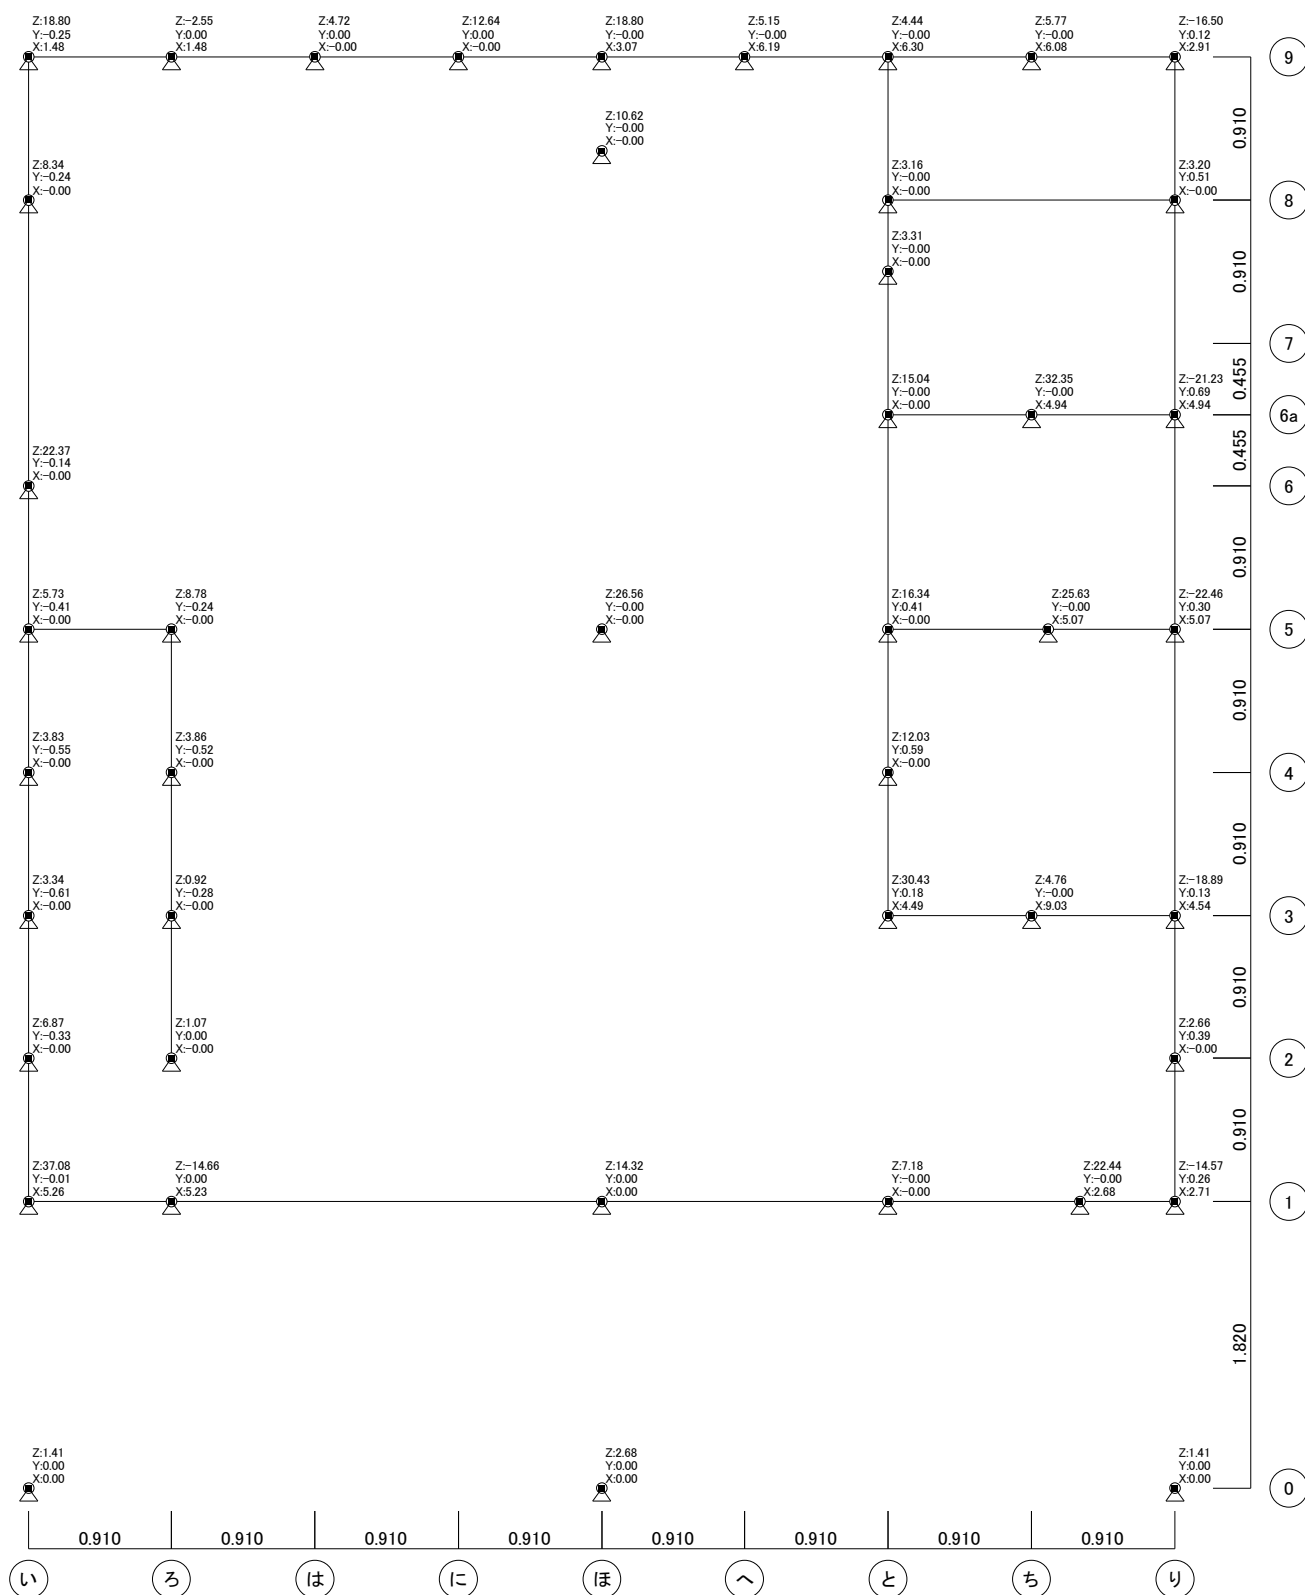 Z:18.80
Y:-0.25
X:1.48
Z:-2.55
Y:0.00
X:1.48
Z:4.72
Y:0.00
X:-0.00
Z:12.64
Y:0.00
X:-0.00
Z:18.80
Y:-0.00
X:3.07
Z:5.15
Y:-0.00
X:6.19
Z:4.44
Y:-0.00
X:6.30
Z:5.77
Y:-0.00
X:6.08
Z:-16.50
Y:0.12
X:2.91
9
Z:10.62
Y:-0.00
X:-0.00
0.910
Z:8.34
Y:-0.24
X:-0.00
Z:3.16
Y:-0.00
X:-0.00
Z:3.20
Y:0.51
X:-0.00
8
Z:3.31
Y:-0.00
X:-0.00
0.910
7
0.455
Z:15.04
Y:-0.00
X:-0.00
Z:32.35
Y:-0.00
X:4.94
Z:-21.23
Y:0.69
X:4.94
6a
0.455
Z:22.37
Y:-0.14
X:-0.00
6
0.910
Z:5.73
Y:-0.41
X:-0.00
Z:8.78
Y:-0.24
X:-0.00
Z:26.56
Y:-0.00
X:-0.00
Z:16.34
Y:0.41
X:-0.00
Z:25.63
Y:-0.00
X:5.07
Z:-22.46
Y:0.30
X:5.07
5
0.910
Z:3.83
Y:-0.55
X:-0.00
Z:3.86
Y:-0.52
X:-0.00
Z:12.03
Y:0.59
X:-0.00
4
0.910
Z:3.34
Y:-0.61
X:-0.00
Z:0.92
Y:-0.28
X:-0.00
Z:30.43
Y:0.18
X:4.49
Z:4.76
Y:-0.00
X:9.03
Z:-18.89
Y:0.13
X:4.54
3
0.910
Z:6.87
Y:-0.33
X:-0.00
Z:1.07
Y:0.00
X:-0.00
Z:2.66
Y:0.39
X:-0.00
2
0.910
Z:37.08
Y:-0.01
X:5.26
Z:-14.66
Y:0.00
X:5.23
Z:14.32
Y:0.00
X:0.00
Z:7.18
Y:-0.00
X:-0.00
Z:22.44
Y:-0.00
X:2.68
Z:-14.57
Y:0.26
X:2.71
1
1.820
Z:1.41
Y:0.00
X:0.00
Z:2.68
Y:0.00
X:0.00
Z:1.41
Y:0.00
X:0.00
0
0.910
0.910
0.910
0.910
0.910
0.910
0.910
0.910
い
ろ
は
に
ほ
へ
と
ち
り